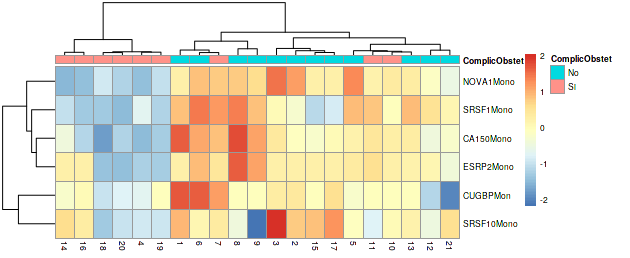 ComplicObstet
NOVA1Mono
SRSF1Mono
CA150Mono
ESRP2Mono
CUGBPMon
SRSF10Mono
14 16 18 20 4 19 1 6 7 8 9 3 2 15 17 5 11 10 13 12 21
2
1
0
-1
-2
ComplicObstet
No
SI